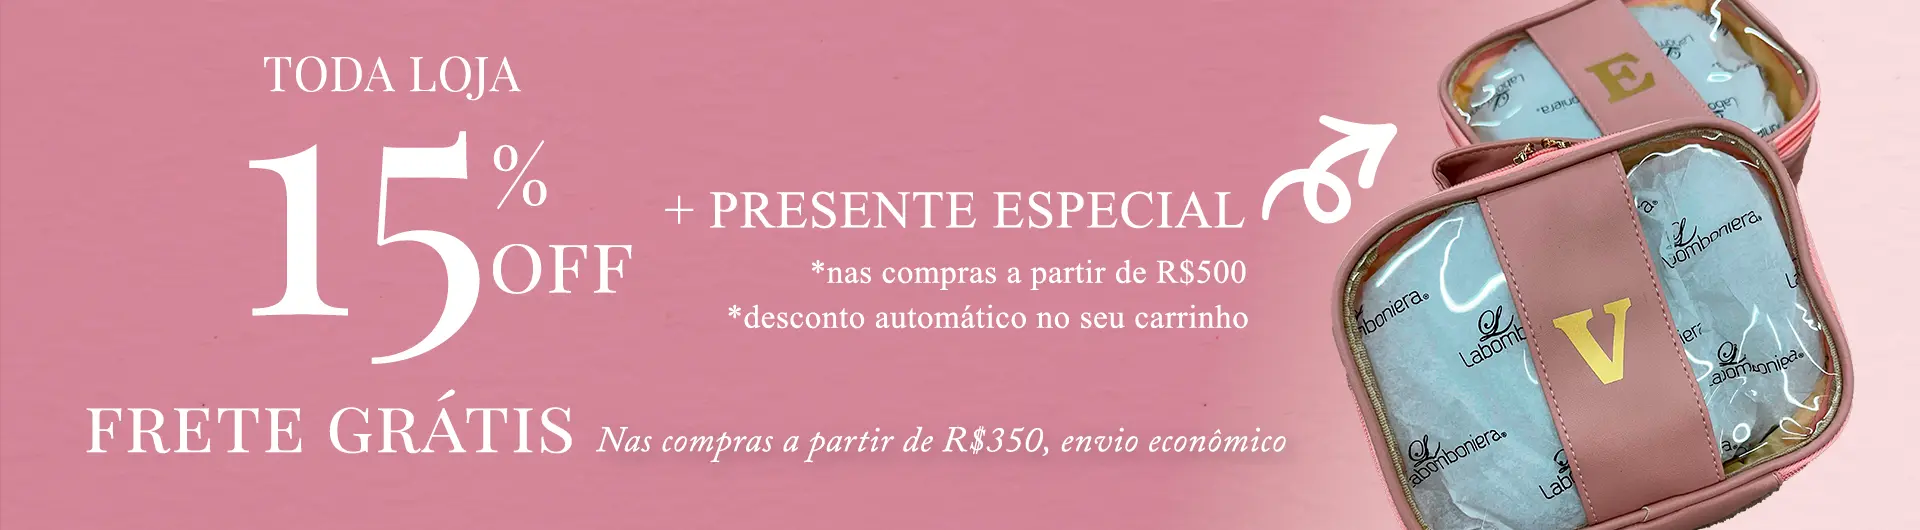 TODA LOJA
15% OFF
+ PRESENTE ESPECIAL
*nas compras a partir de R$500
*desconto automático no seu carrinho
FRETE GRÁTIS Nas compras a partir de R$350, envio econômico
E
V
Labomboniera®
Labomboniera®